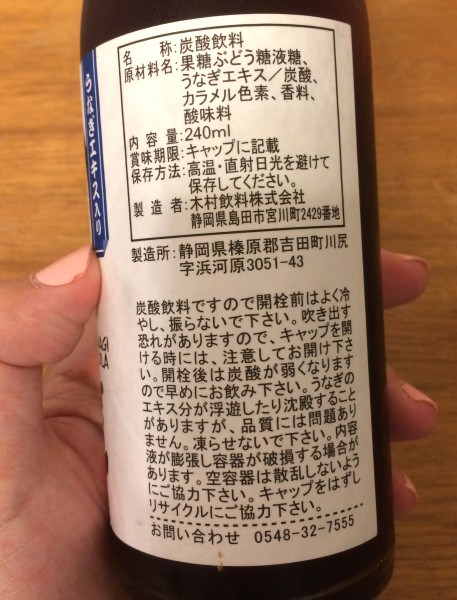 うなぎエキス入り
名　　称:炭酸飲料
原材料名:果糖ぶどう糖液糖、
うなぎエキス／炭酸、
カラメル色素、香料、
酸味料
内 容 量:240ml
賞味期限:キャップに記載
保存方法:高温・直射日光を避けて
保存してください。
製 造 者:木村飲料株式会社
静岡県島田市宮川町2429番地
製造所:静岡県榛原郡吉田町川尻
字浜河原3051-43
炭酸飲料ですので開栓前はよく冷
やし、振らないで下さい。吹き出す
恐れがありますので、キャップを開
ける時には、注意してお開け下さ
い。開栓後は炭酸が弱くなります
ので早めにお飲み下さい。うなぎの
エキス分が浮遊したり沈殿すること
がありますが、品質には問題あり
ません。凍らせないで下さい。内容
液が膨張し容器が破損する場合が
あります。空容器は散乱しないよう
にご協力下さい。キャップをはずし
リサイクルにご協力下さい。
お問い合わせ 0548-32-7555